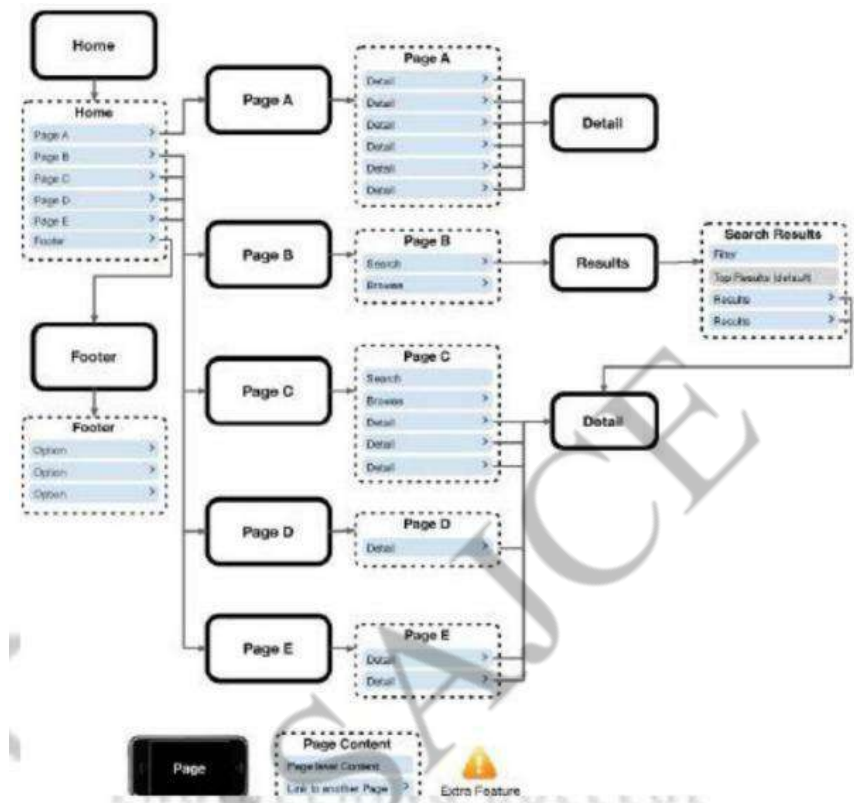 Home
Home
Page A
Page B
Page C
Page D
Page E
Footer
Footer
Footer
Option
Option
Option
Page A
Page A
Detail
Detail
Detail
Detail
Detail
Detail
Detail
Page B
Page B
Search
Browse
Results
Search Results
Filter
Top Results (default)
Results
Results
Page C
Page C
Search
Browse
Detail
Detail
Detail
Detail
Page D
Page D
Detail
Page E
Page E
Detail
Detail
Page
Page Content
Page level Content
Link to another Page
Extra Feature
SAJCE